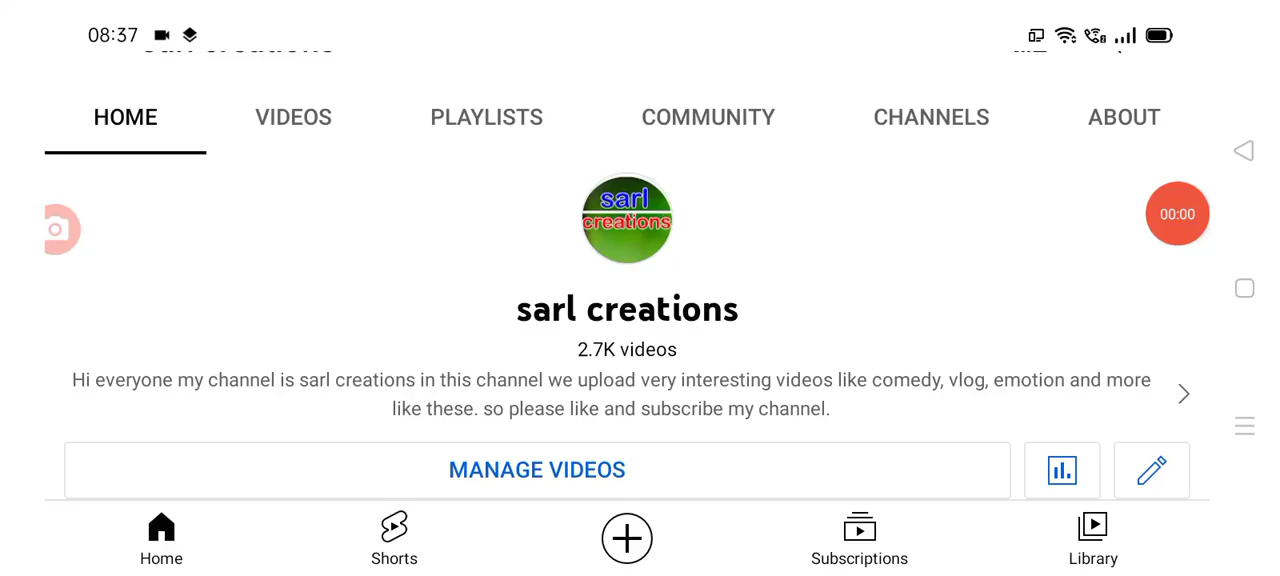 08:37
HOME VIDEOS PLAYLISTS COMMUNITY CHANNELS ABOUT
sarl
creations
00:00
sarl creations
2.7K videos
Hi everyone my channel is sarl creations in this channel we upload very interesting videos like comedy, vlog, emotion and more
like these. so please like and subscribe my channel.
MANAGE VIDEOS
Home Shorts Subscriptions Library